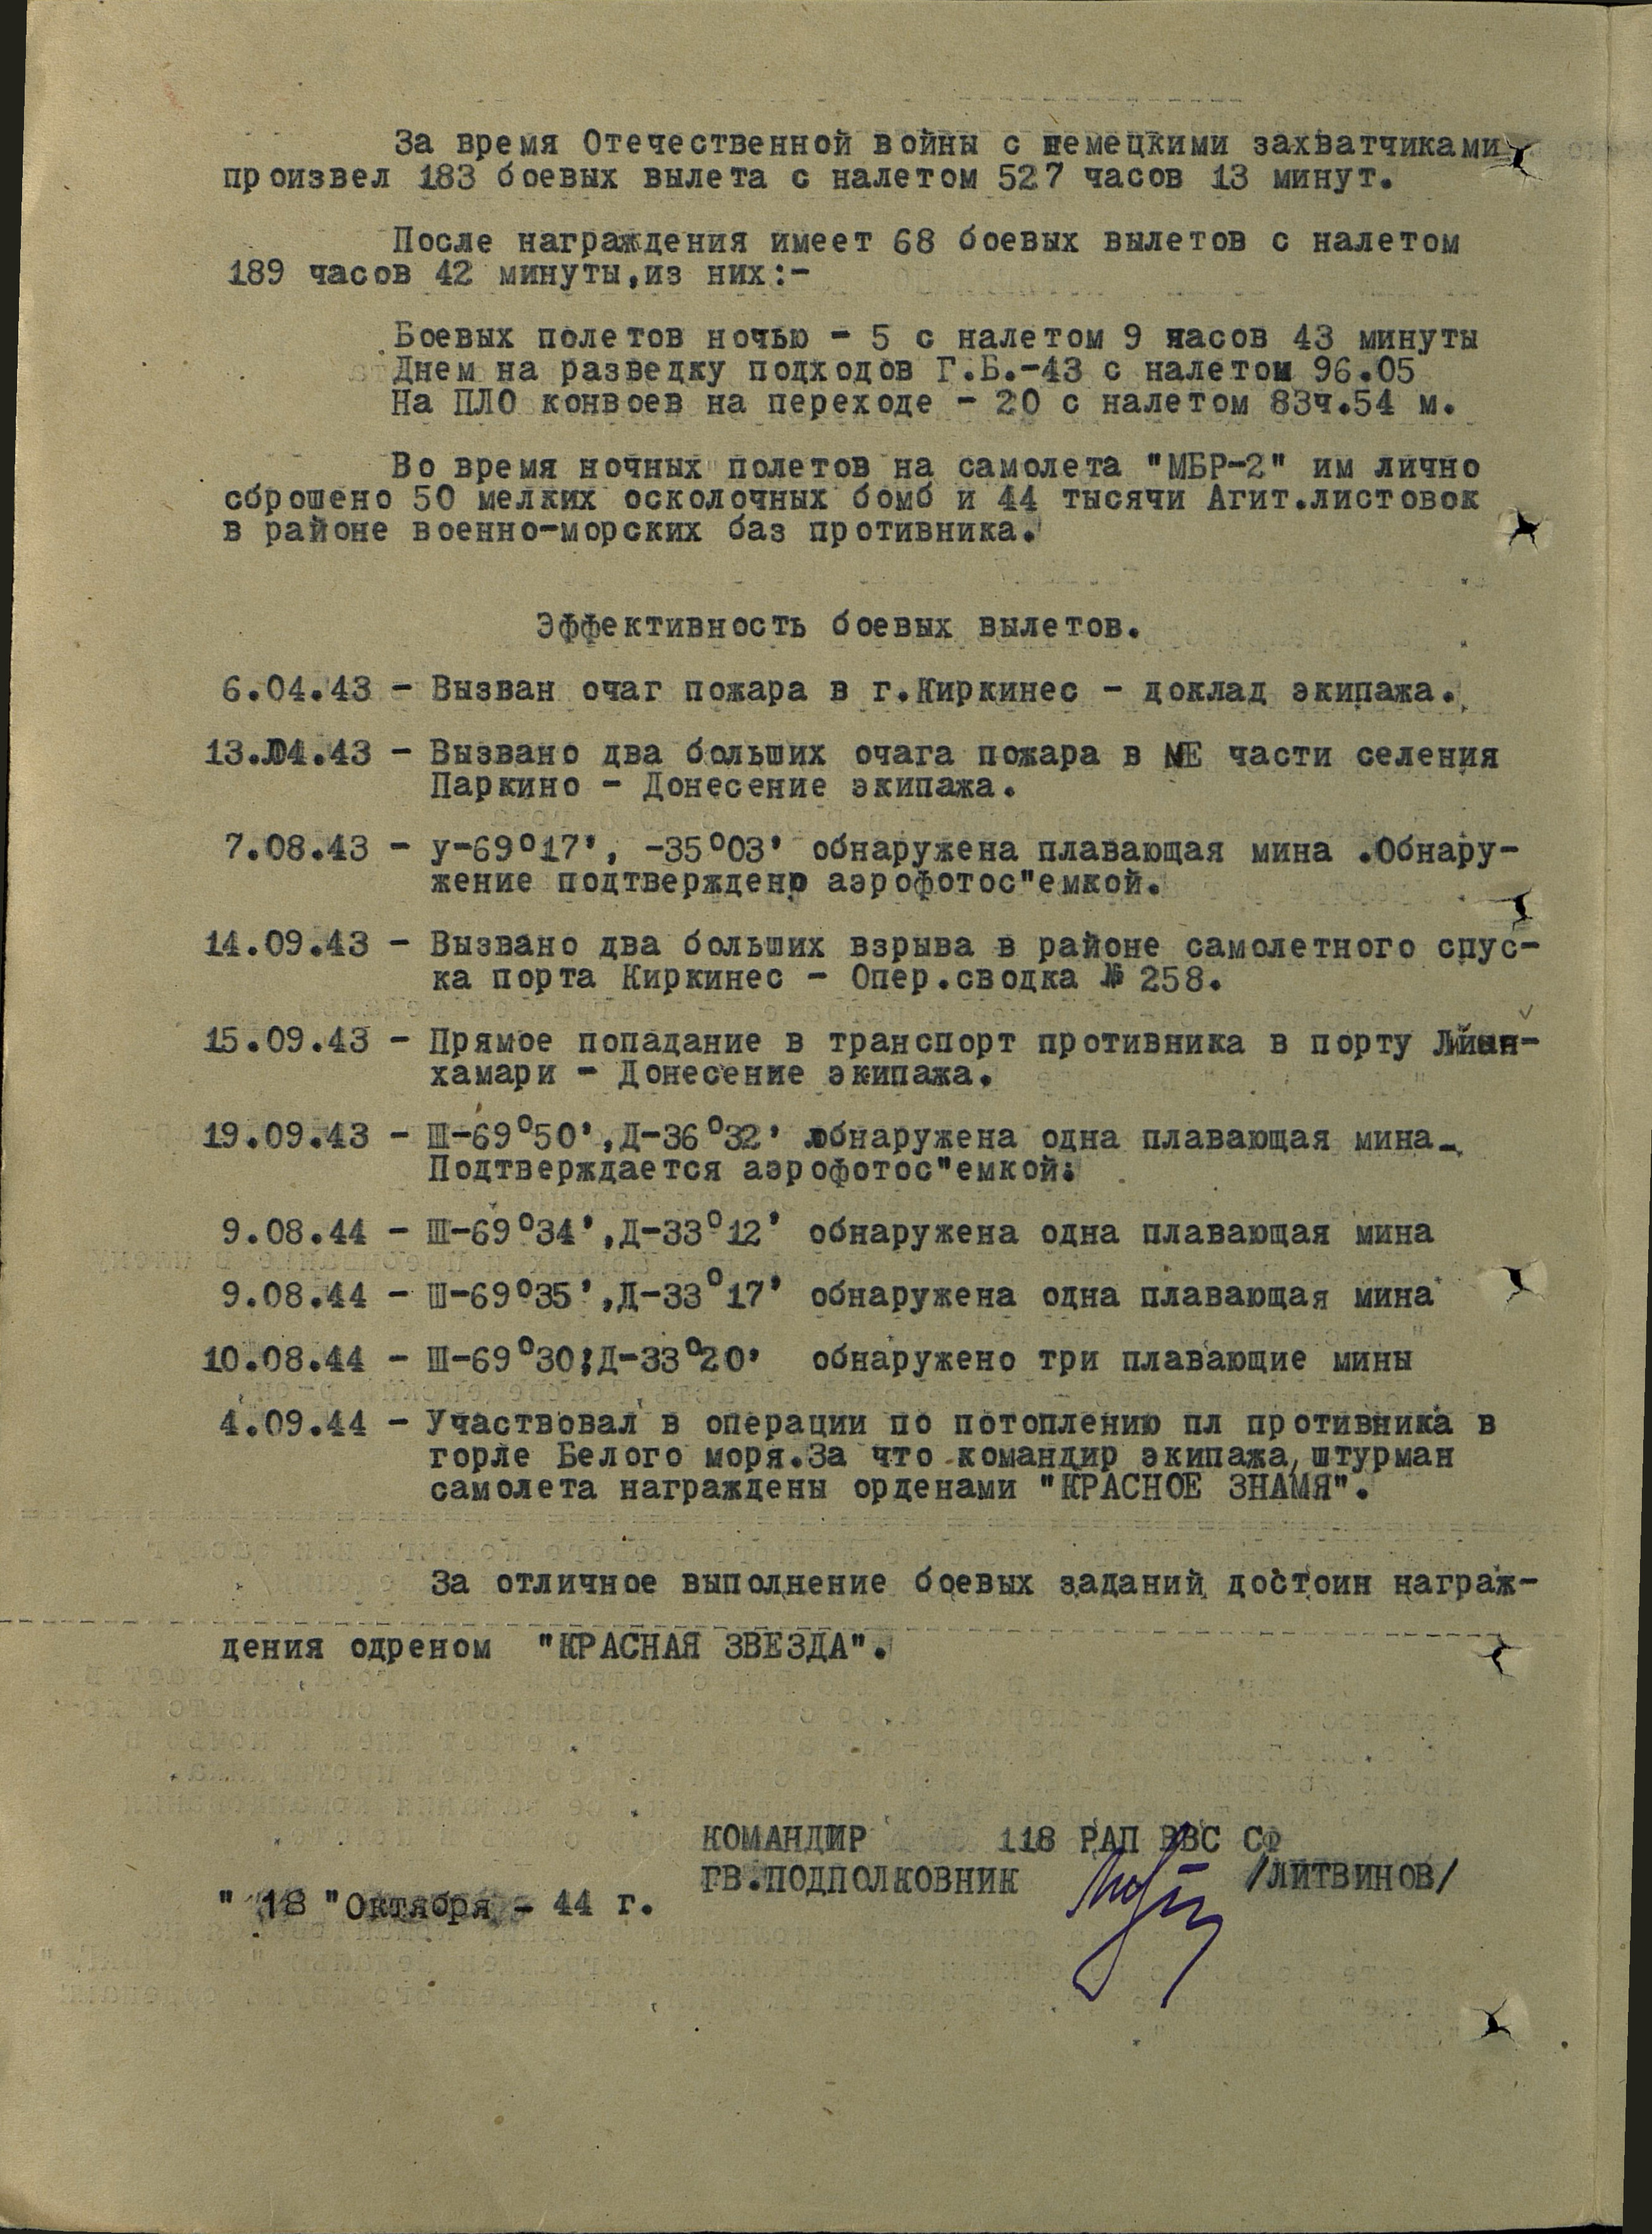 За время Отечественной войны с немецкими захватчиками
произвел 183 боевых вылета с налетом 527 часов 13 минут.
После награждения имеет 68 боевых вылетов с налетом
189 часов 42 минуты,из них:-
Боевых полетов ночью - 5 с налетом 9 часов 43 минуты
Днем на разведку подходов Г.Б.-43 с налетом 96.05
На ПЛО конвоев на переходе - 20 с налетом 83ч.54 м.
Во время ночных полетов на самолета "МБР-2" им лично
сброшено 50 мелких осколочных бомб и 44 тысячи Агит.листовок
в районе военно-морских баз противника.
Эффективность боевых вылетов.
6.04.43 - Вызван очаг пожара в г.Киркинес - доклад экипажа.
13.04.43 - Вызвано два больших очага пожара в части селения
Паркино - Донесение экипажа.
7.08.43 - у-69°17', -35°03' обнаружена плавающая мина .Обнару-
жение подтверждено аэрофотос"емкой.
14.09.43 - Вызвано два больших взрыва в районе самолетного спус-
ка порта Киркинес - Опер.сводка № 258.
15.09.43 - Прямое попадание в транспорт противника в порту
хамари - Донесение экипажа.
19.09.43 - Ш-69°50',Д-36°32' обнаружена одна плавающая мина-
Подтверждается аэрофотос"емкой.
9.08.44 - Ш-69°34',Д-33°12' обнаружена одна плавающая мина
9.08.44 - Ш-69°35',Д-33°17' обнаружена одна плавающая мина
10.08.44 - Ш-69°30;Д-33°20' обнаружено три плавающие мины
4.09.44 - Участвовал в операции по потоплению пл противника в
горле Белого моря.За что командир экипажа, штурман
самолета награждены орденами "КРАСНОЕ ЗНАМЯ".
За отличное выполнение боевых заданий достоин награж-
дения одреном "КРАСНАЯ ЗВЕЗДА".
КОМАНДИР 118 РАП ВВС СФ
ГВ.ПОДПОЛКОВНИК /ЛИТВИНОВ/
" 18 "Октября - 44 г.